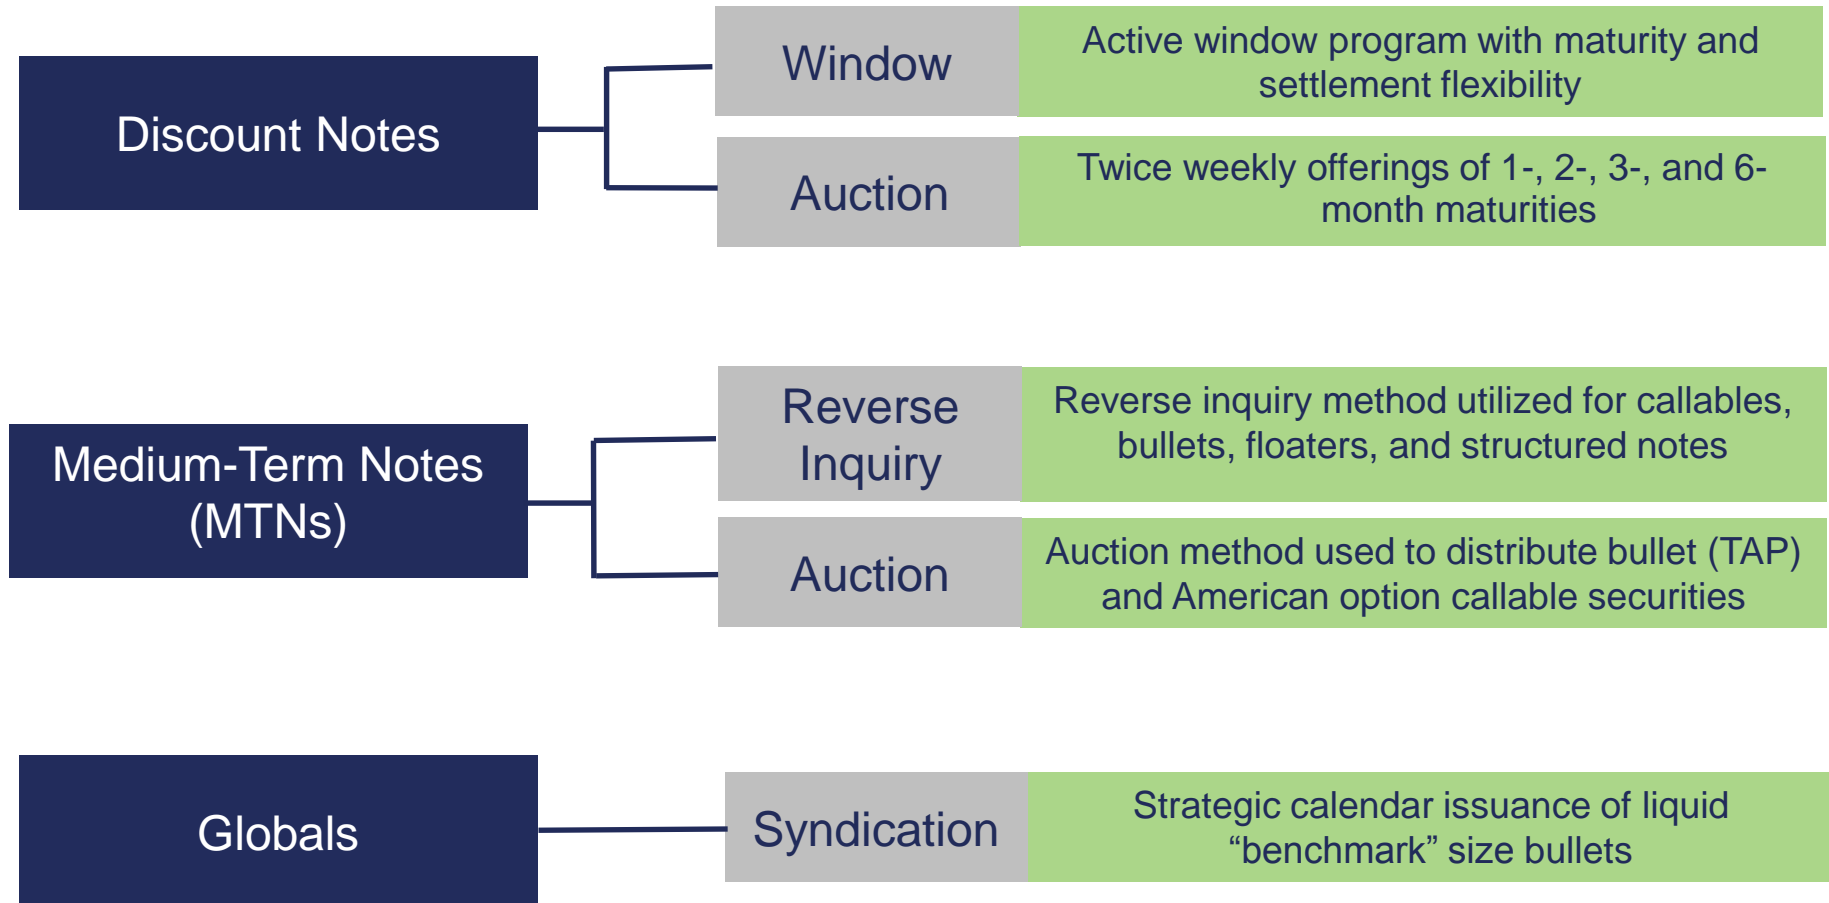 Discount Notes
Window
Active window program with maturity and
settlement flexibility
Auction
Twice weekly offerings of 1-, 2-, 3-, and 6-
month maturities
Medium-Term Notes
(MTNs)
Reverse
Inquiry
Reverse inquiry method utilized for callables,
bullets, floaters, and structured notes
Auction
Auction method used to distribute bullet (TAP)
and American option callable securities
Globals
Syndication
Strategic calendar issuance of liquid
“benchmark” size bullets